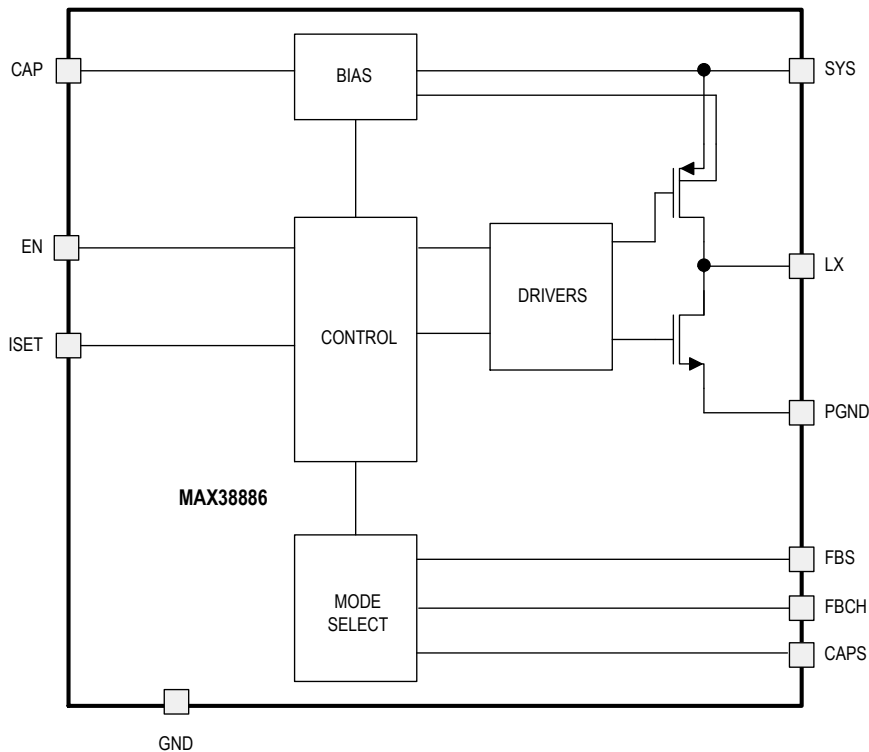 CAP
BIAS
SYS
EN
LX
DRIVERS
ISET
CONTROL
PGND
MAX38886
FBS
MODE
SELECT
FBCH
CAPS
GND